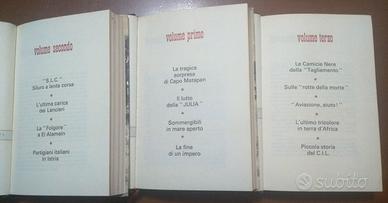 volume secondo
"S.L.C."
Siluro a lenta corsa
L'ultima carica
dei Lancieri
La "Folgore"
a El Alamein
Partigiani italiani
in Istria
volume primo
La tragica
sorpresa
di Capo Matapan
Il lutto
della "JULIA"
Sommergibili
in mare aperto
La fine
di un impero
volume terzo
Le Camicie Nere
della "Tagliamento"
Sulle "rotte della morte"
"Aviazione, aiuto!"
L'ultimo tricolore
in terra d'Africa
Piccola storia
del C.I.L.
subito